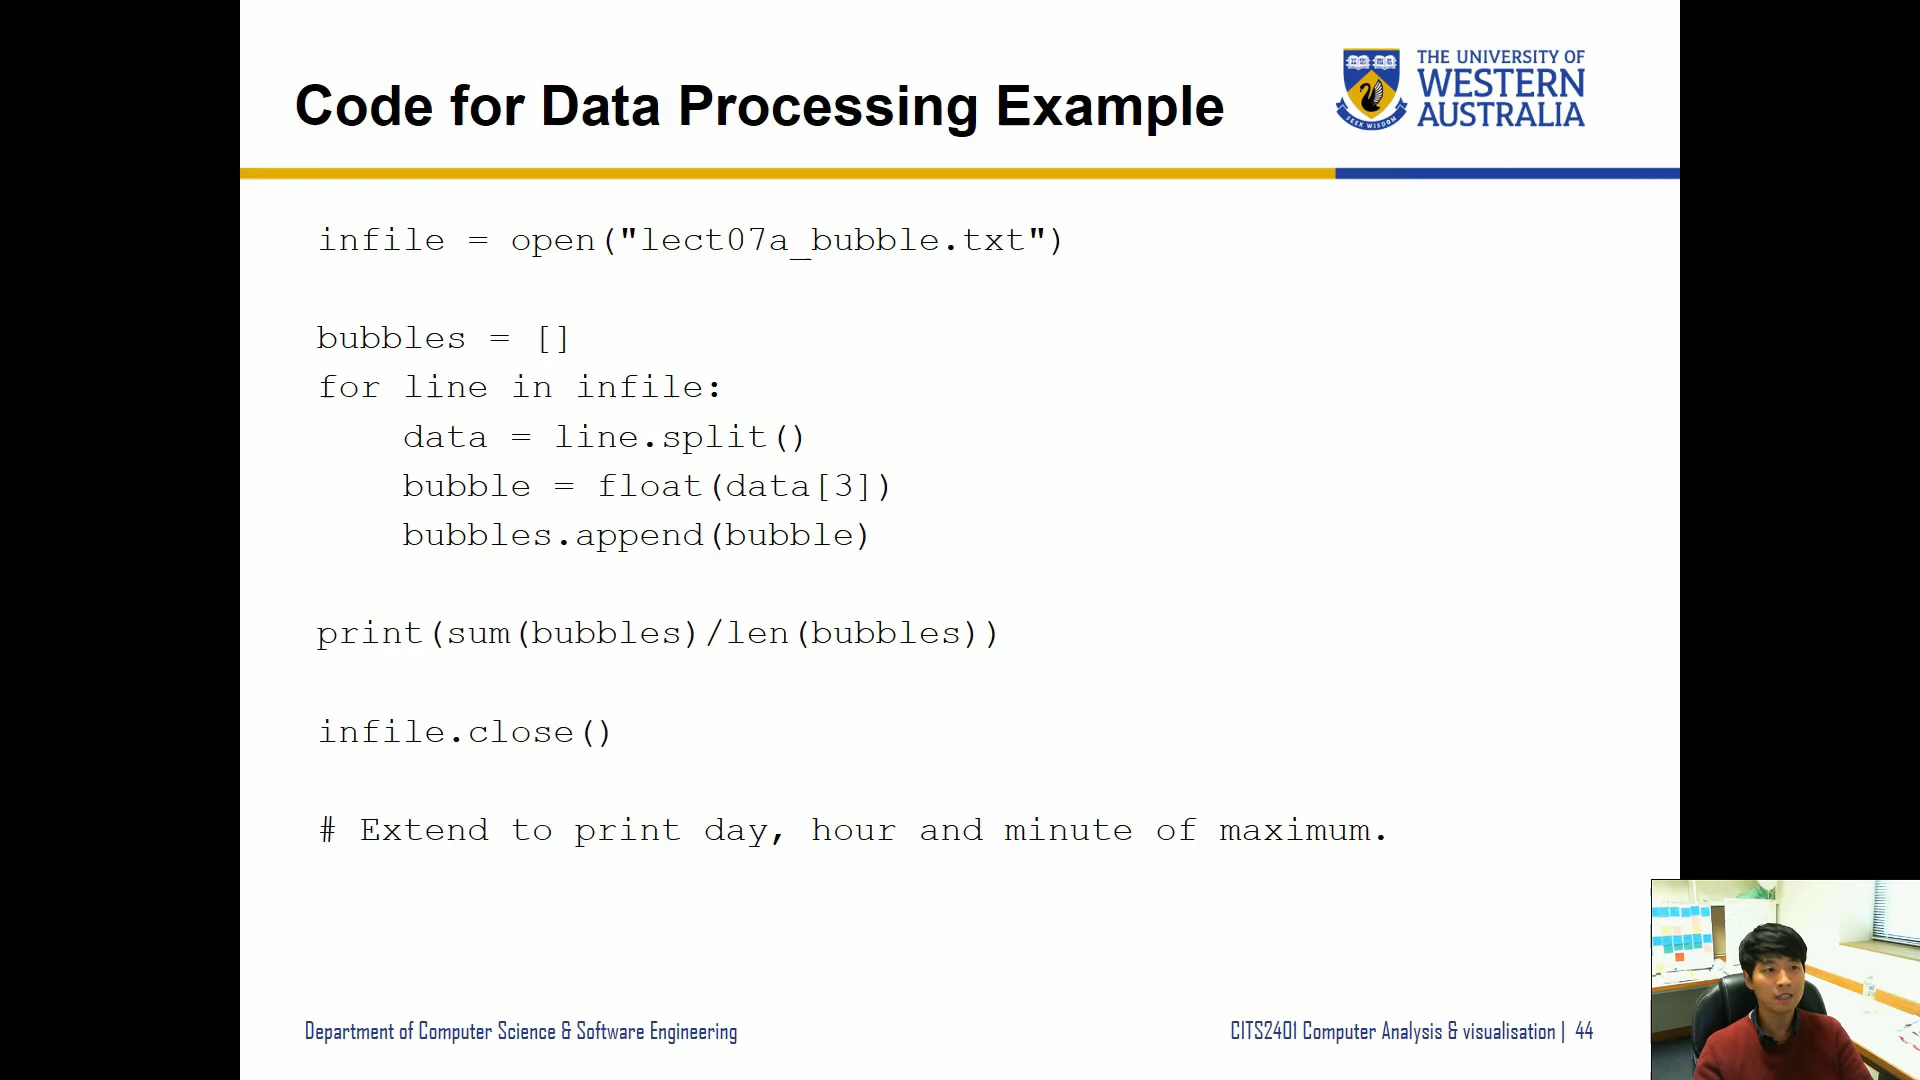 Code for Data Processing Example
THE UNIVERSITY OF
WESTERN
AUSTRALIA
SEEK WISDOM
infile = open("lect07a_bubble.txt")
bubbles = []
for line in infile:
    data = line.split()
    bubble = float(data[3])
    bubbles.append(bubble)
print(sum(bubbles)/len(bubbles))
infile.close()
# Extend to print day, hour and minute of maximum.
Department of Computer Science & Software Engineering
CITS2401 Computer Analysis & visualisation | 44